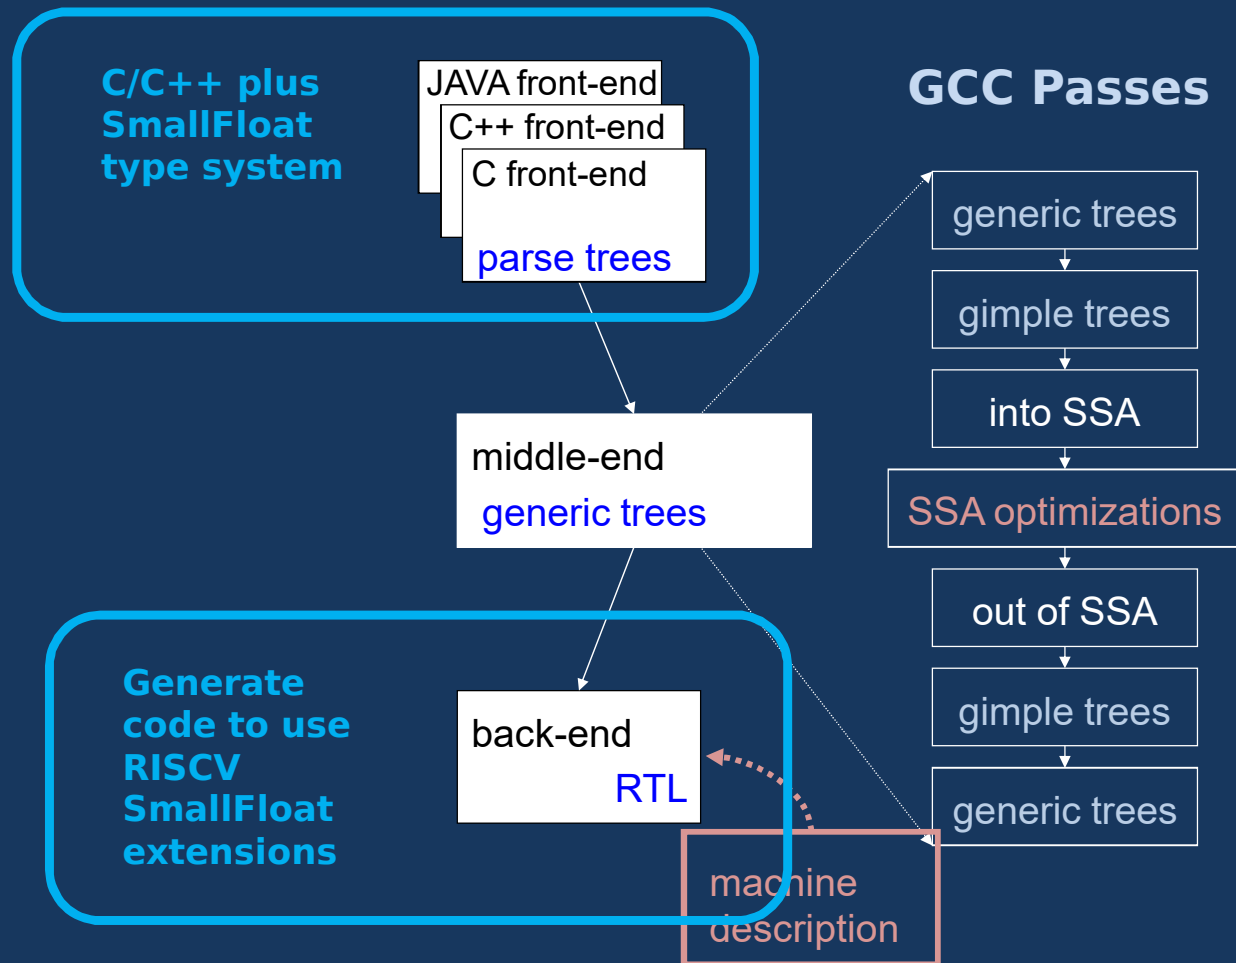 C/C++ plus
SmallFloat
type system
JAVA front-end
C++ front-end
C front-end
parse trees
GCC Passes
generic trees
gimple trees
into SSA
SSA optimizations
out of SSA
gimple trees
generic trees
middle-end
generic trees
Generate
code to use
RISCV
SmallFloat
extensions
back-end
RTL
machine
description